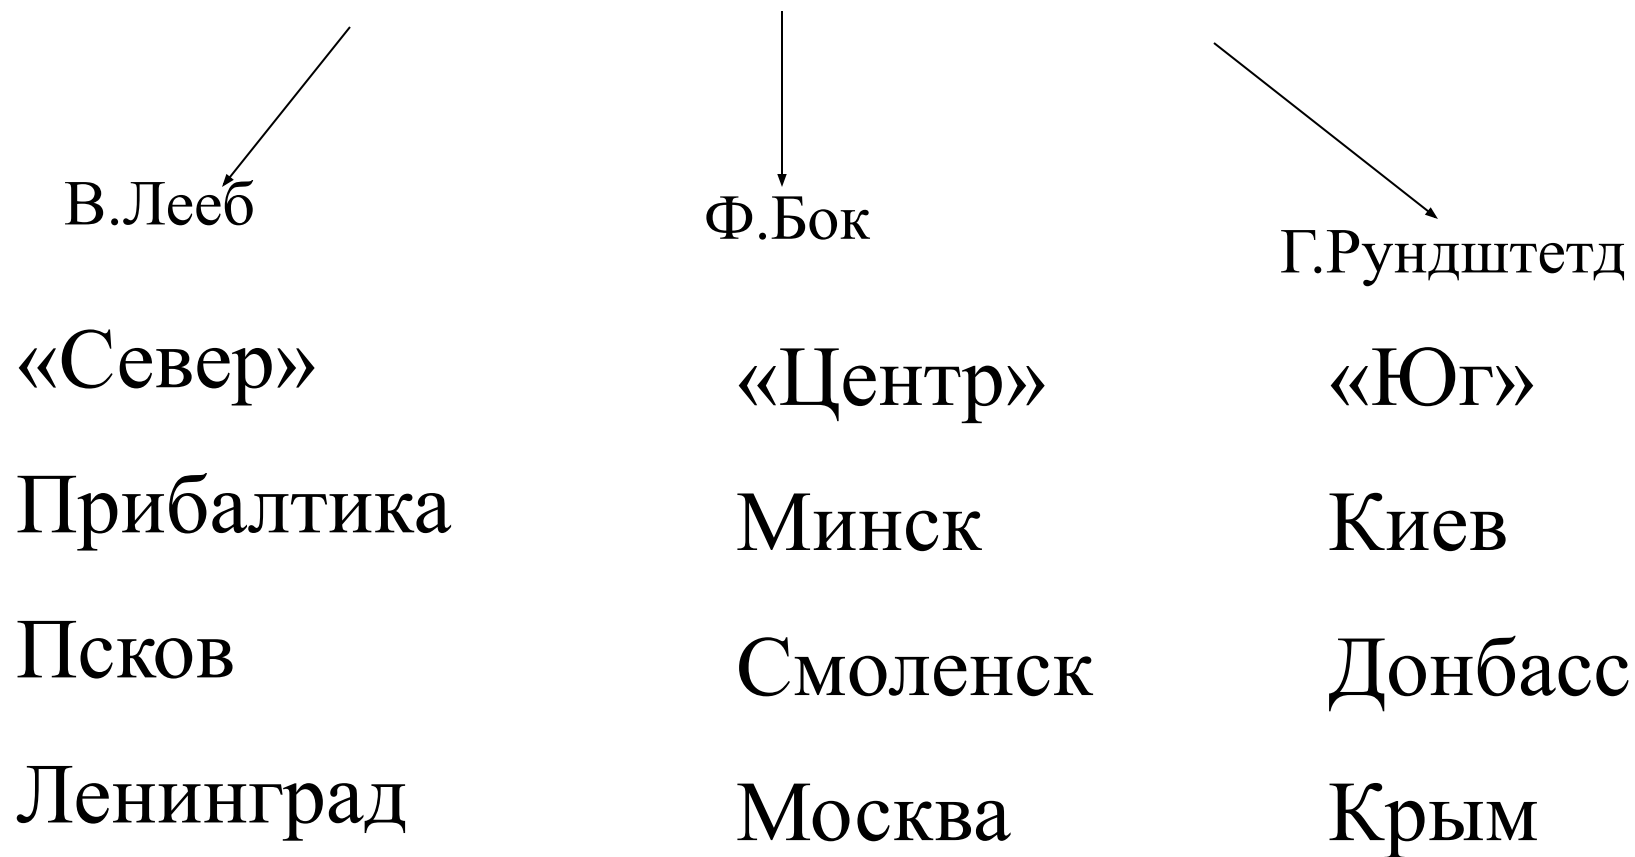 В.Лееб
Ф.Бок
Г.Рундштетд
«Север»
Прибалтика
Псков
Ленинград
«Центр»
Минск
Смоленск
Москва
«Юг»
Киев
Донбасс
Крым